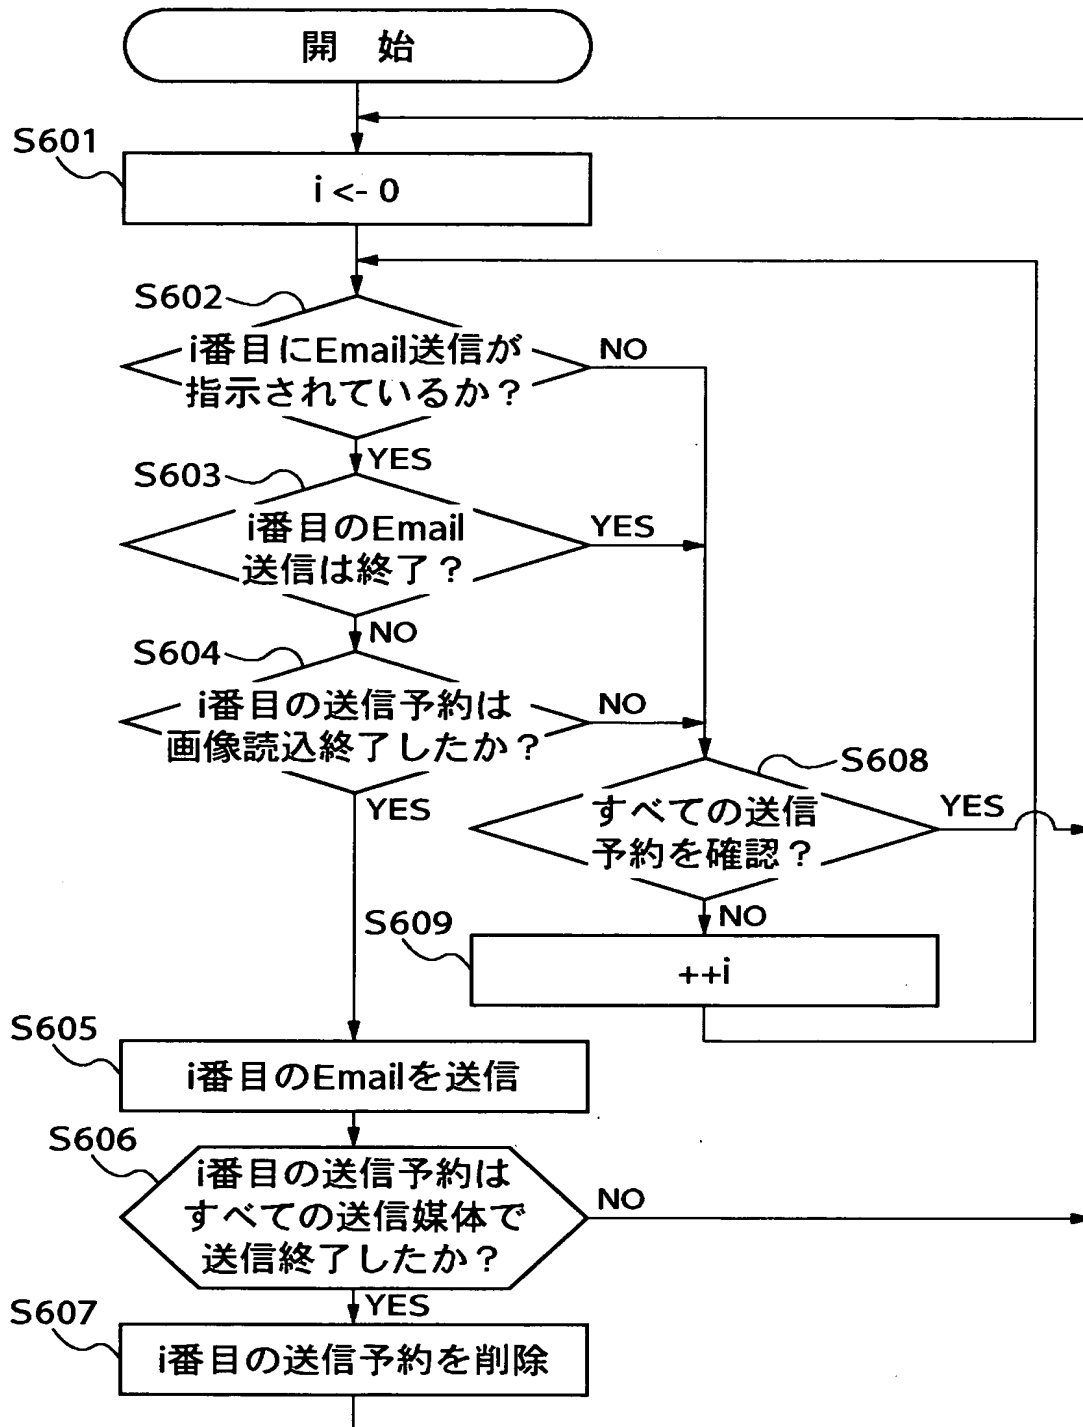 開 始
S601
i <- 0
S602
i番目にEmail送信が
指示されているか？
NO
YES
S603
i番目のEmail
送信は終了？
YES
NO
S604
i番目の送信予約は
画像読込終了したか？
NO
YES
S608
すべての送信
予約を確認？
YES
NO
S609
++i
S605
i番目のEmailを送信
S606
i番目の送信予約は
すべての送信媒体で
送信終了したか？
NO
YES
S607
i番目の送信予約を削除